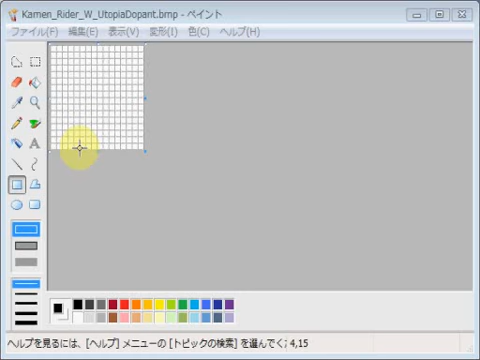 Kamen_Rider_W_UtopiaDopant.bmp - ペイント
ファイル(F) 編集(E) 表示(V) 変形(I) 色(C) ヘルプ(H)
A
ヘルプを見るには、[ヘルプ] メニューの [トピックの検索] を選んでく; 4,15